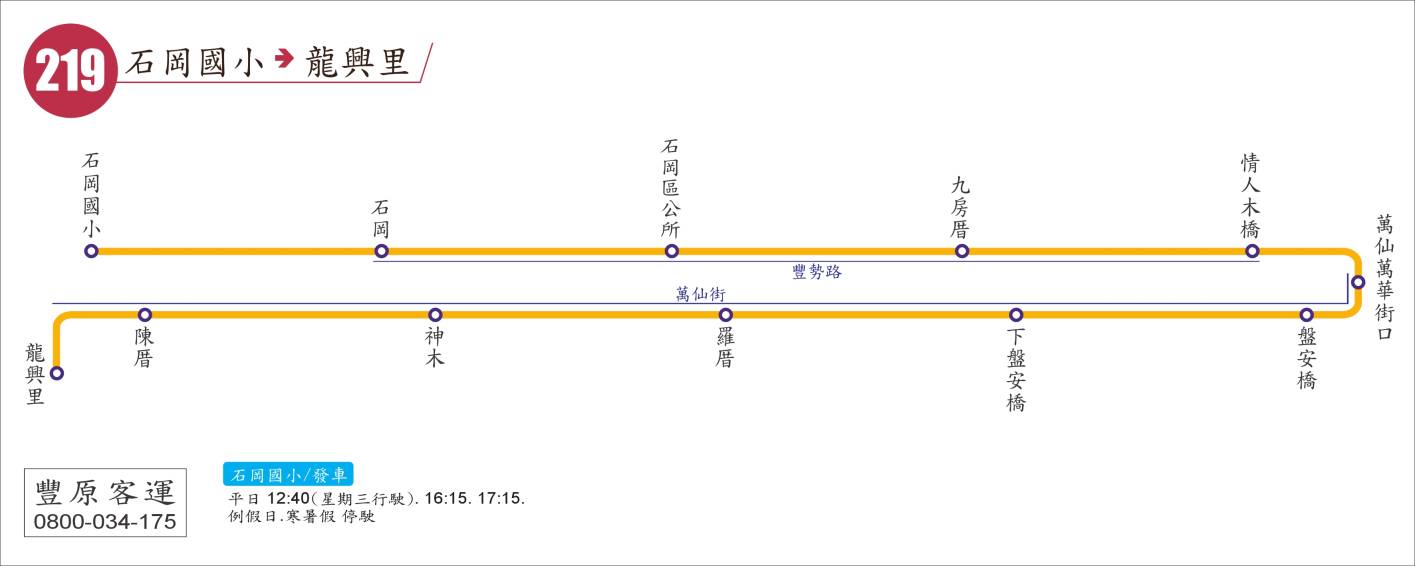 219 石岡國小➔龍興里
石岡國小
石岡
石岡區公所
九房厝
情人木橋
萬仙萬華街口
豐勢路
萬仙街
盤安橋
下盤安橋
羅厝
神木
陳厝
龍興里
豐原客運
0800-034-175
石岡國小/發車
平日 12:40(星期三行駛). 16:15. 17:15.
例假日.寒暑假 停駛